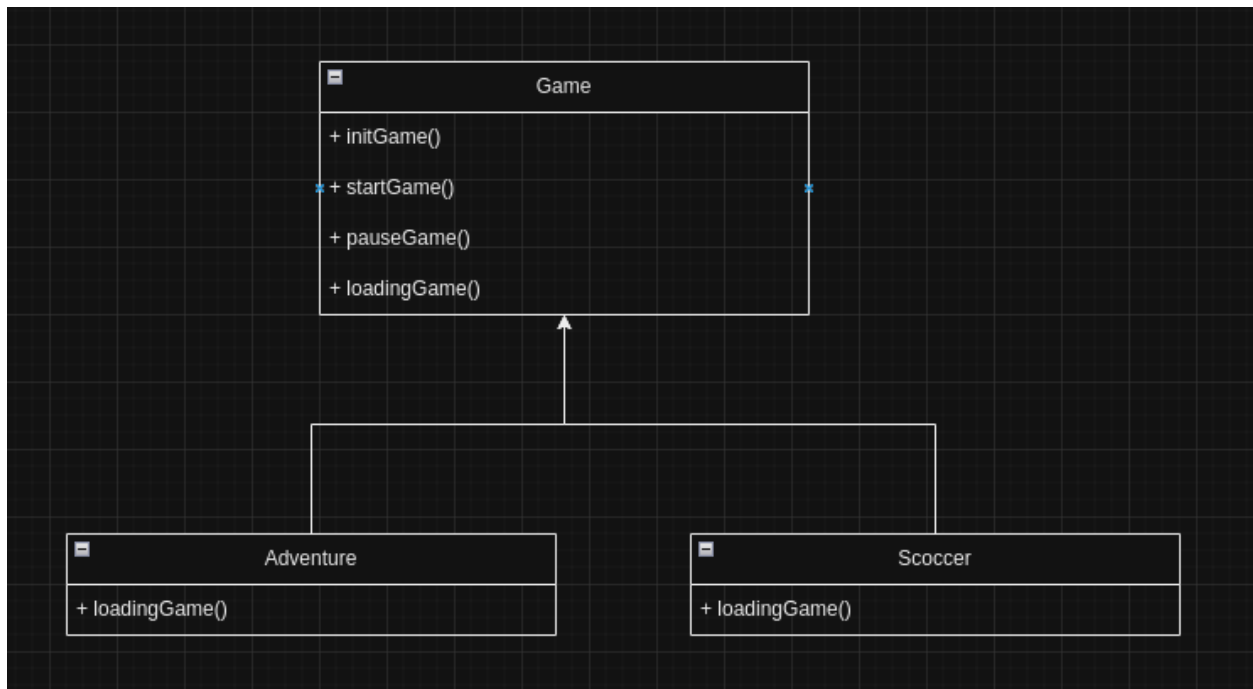 Game
+ initGame()
+ startGame()
+ pauseGame()
+ loadingGame()
Adventure
+ loadingGame()
Scoccer
+ loadingGame()